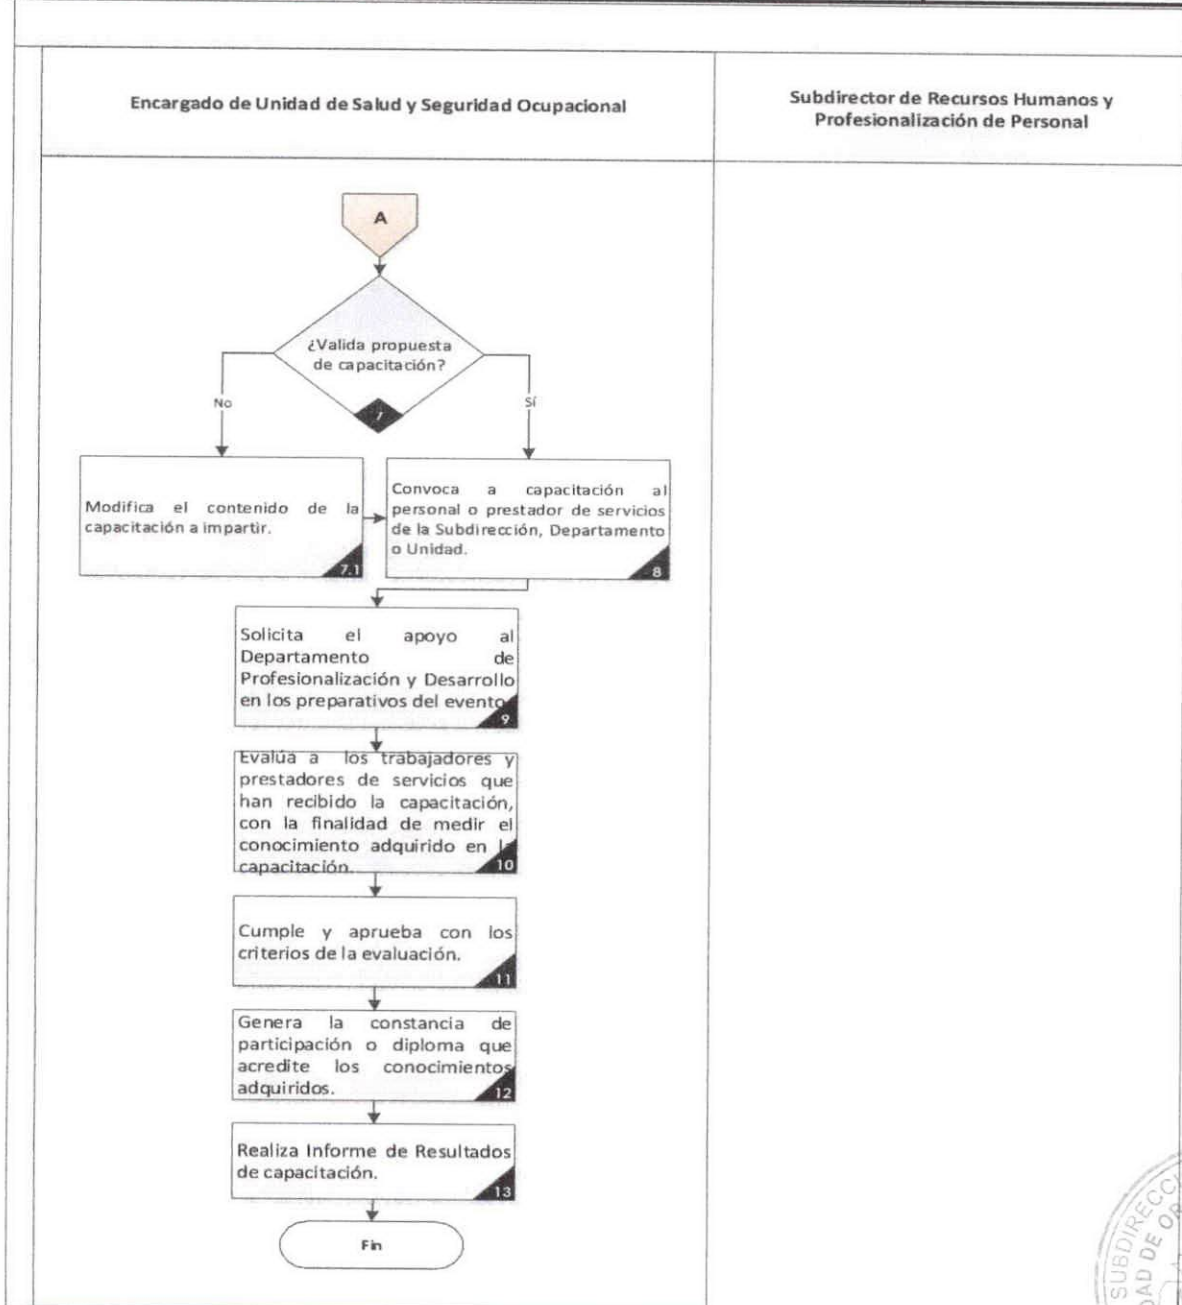 Encargado de Unidad de Salud y Seguridad Ocupacional
Subdirector de Recursos Humanos y
Profesionalización de Personal
A
¿Valida propuesta
de capacitación?
7
No
Sí
Modifica el contenido de la
capacitación a impartir.
7.1
Convoca a capacitación al
personal o prestador de servicios
de la Subdirección, Departamento
o Unidad.
8
Solicita el apoyo al
Departamento de
Profesionalización y Desarrollo
en los preparativos del evento
9
Evalúa a los trabajadores y
prestadores de servicios que
han recibido la capacitación,
con la finalidad de medir el
conocimiento adquirido en la
capacitación.
10
Cumple y aprueba con los
criterios de la evaluación.
11
Genera la constancia de
participación o diploma que
acredite los conocimientos
adquiridos.
12
Realiza Informe de Resultados
de capacitación.
13
Fin
SUBDIRECC
DAD DE OR